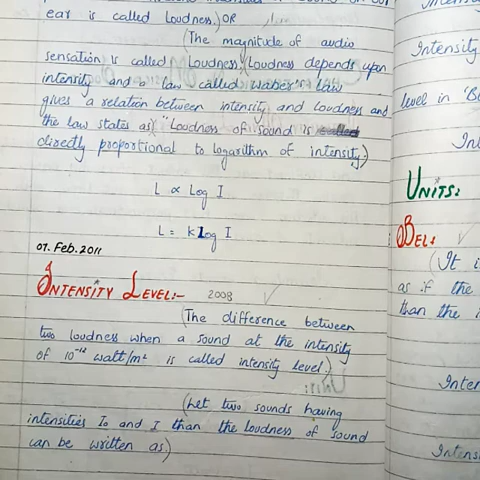 ear is called Loudness.) OR
(The magnitude of audio
sensation is called Loudness.) (Loudness depends upon
intensity and a law called Waber's law
gives a relation between intensity and loudness and
the law states as) "Loudness of sound is called
directly proportional to logarithm of intensity.)
L ∝ Log I
L = K Log I
07. Feb. 2011
INTENSITY LEVEL:- 2008
(The difference between
two loudness when a sound at the intensity
of 10⁻¹² watt/m² is called intensity level.)
(Let two sounds having
intensities Io and I than the loudness of sound
can be written as)
Intensity
level in 'B
Int
UNITS:
BEL:
(It i
as if the
than the i
Inter
Intens